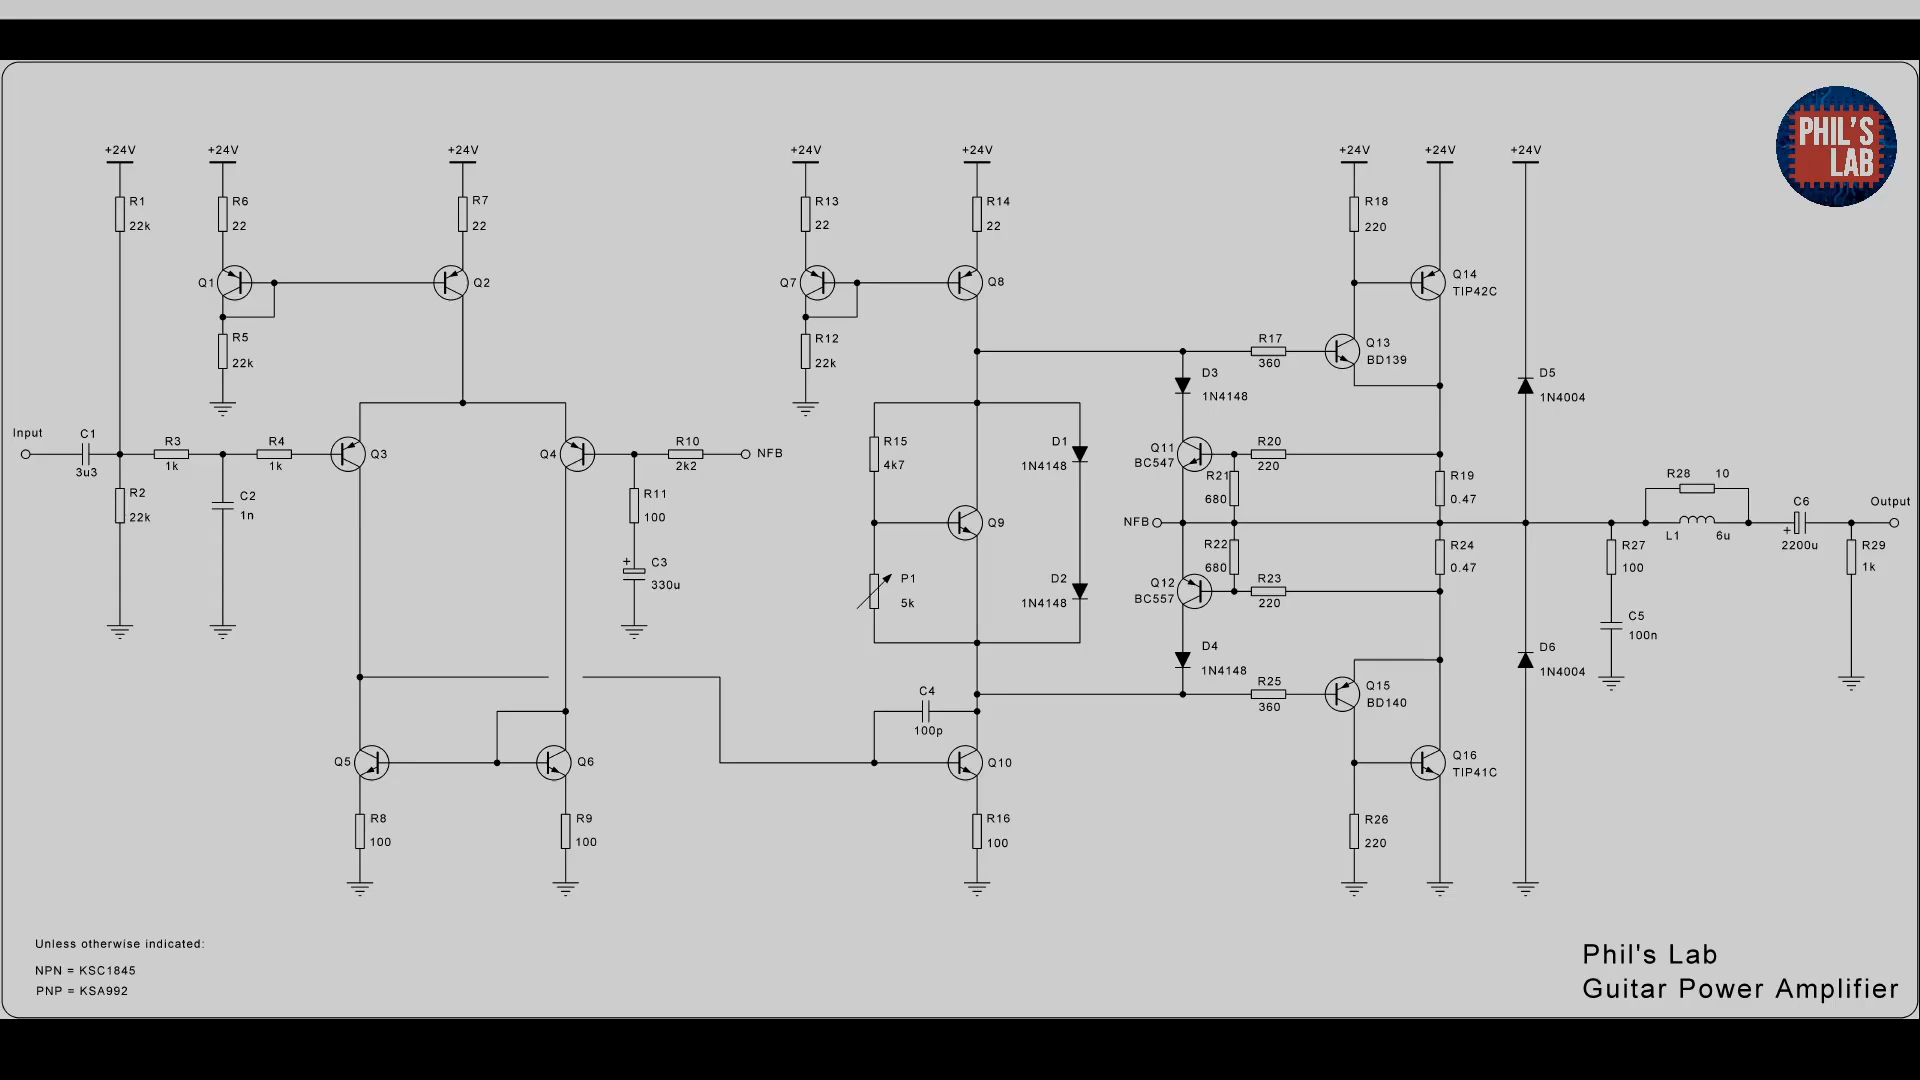 PHIL'S
LAB
+24V
+24V
+24V
+24V
+24V
+24V
+24V
+24V
R1
22k
R6
22
R7
22
R13
22
R14
22
R18
220
Q1
Q2
Q7
Q8
Q14
TIP42C
R5
22k
R12
22k
R17
360
Q13
BD139
D3
1N4148
D5
1N4004
Input
C1
3u3
R3
1k
R4
1k
Q3
Q4
R10
2k2
NFB
R15
4k7
D1
1N4148
Q11
BC547
R20
220
R21
680
R19
0.47
R2
22k
C2
1n
R11
100
Q9
NFB
R28 10
L1 6u
C6
+
2200u
Output
C3
+
330u
P1
5k
D2
1N4148
R22
680
Q12
BC557
R23
220
R24
0.47
R27
100
R29
1k
C5
100n
D4
1N4148
D6
1N4004
C4
100p
R25
360
Q15
BD140
Q5
Q6
Q10
Q16
TIP41C
R8
100
R9
100
R16
100
R26
220
Unless otherwise indicated:
NPN = KSC1845
PNP = KSA992
Phil's Lab
Guitar Power Amplifier